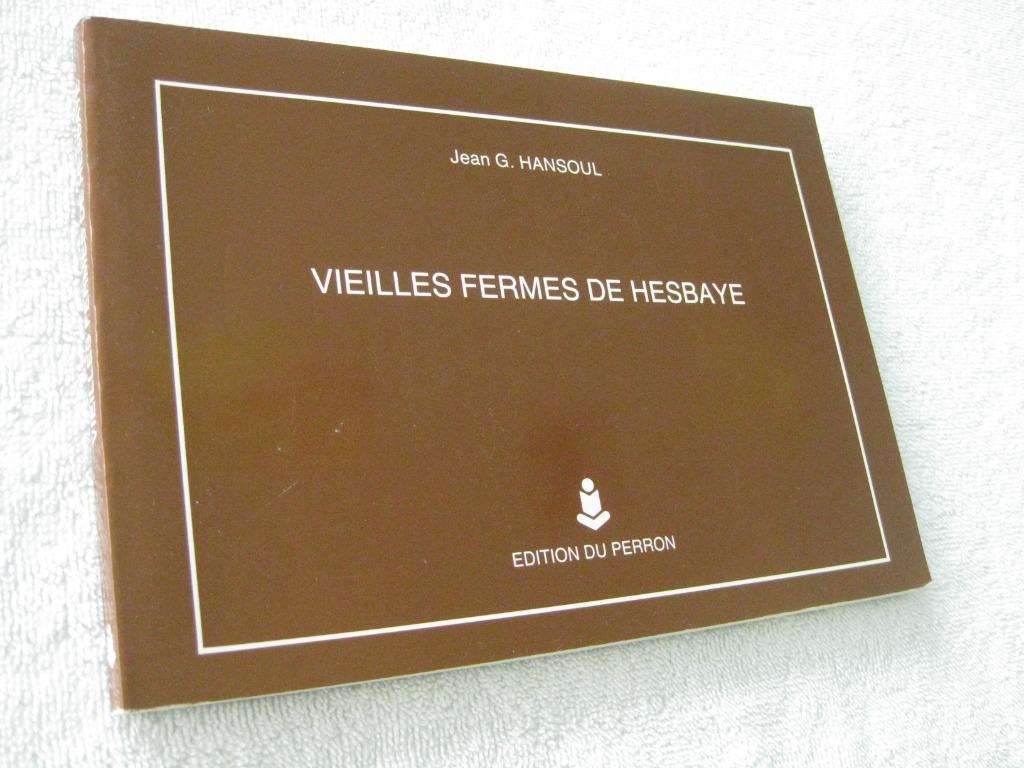 Jean G. HANSOUL
VIEILLES FERMES DE HESBAYE
EDITION DU PERRON